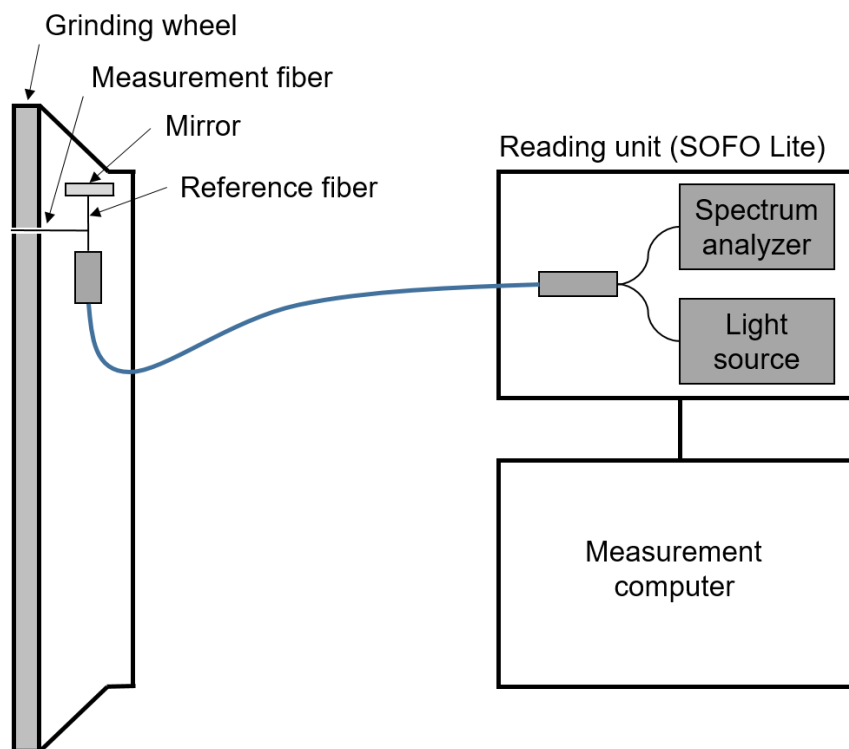 Grinding wheel
Measurement fiber
Mirror
Reference fiber
Reading unit (SOFO Lite)
Spectrum
analyzer
Light
source
Measurement
computer